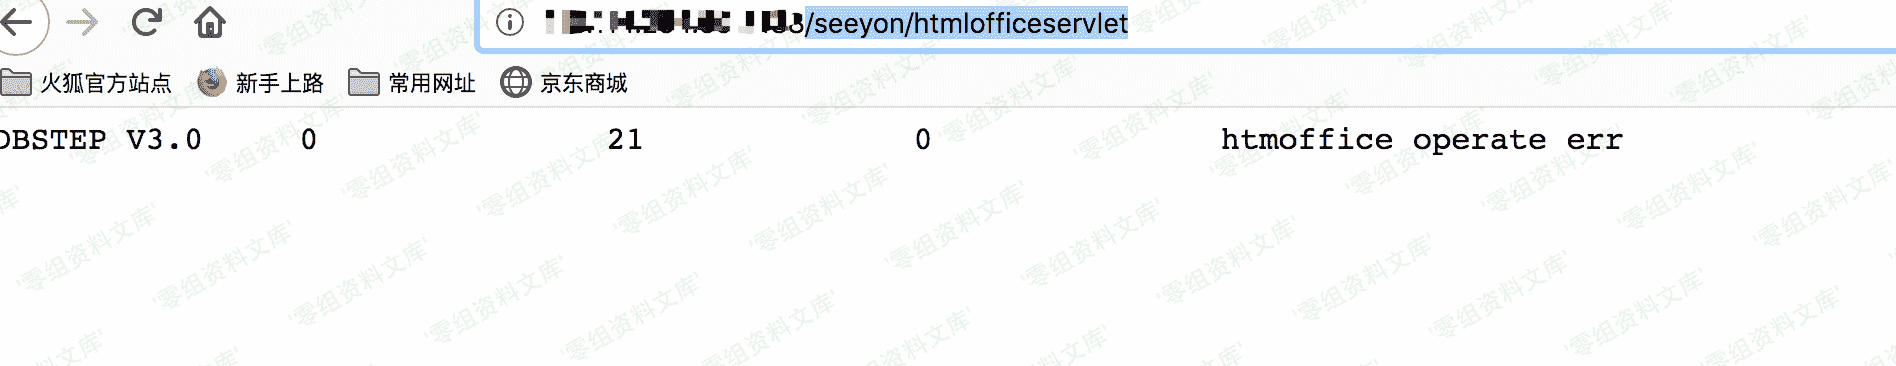 /seeyon/htmlofficeservlet
火狐官方站点 新手上路 常用网址 京东商城
DBSTEP V3.0 0 21 0 htmoffice operate err
'零组资料文库'